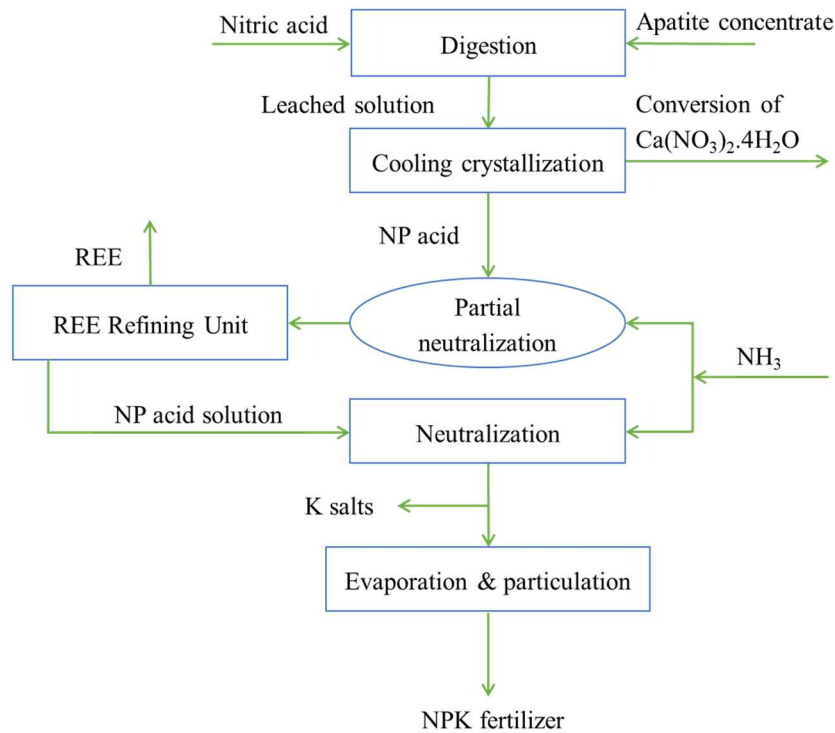 Nitric acid
Digestion
Apatite concentrate
Leached solution
Conversion of
Ca(NO₃)₂.4H₂O
Cooling crystallization
NP acid
REE
Partial
neutralization
REE Refining Unit
NH₃
NP acid solution
Neutralization
K salts
Evaporation & particulation
NPK fertilizer